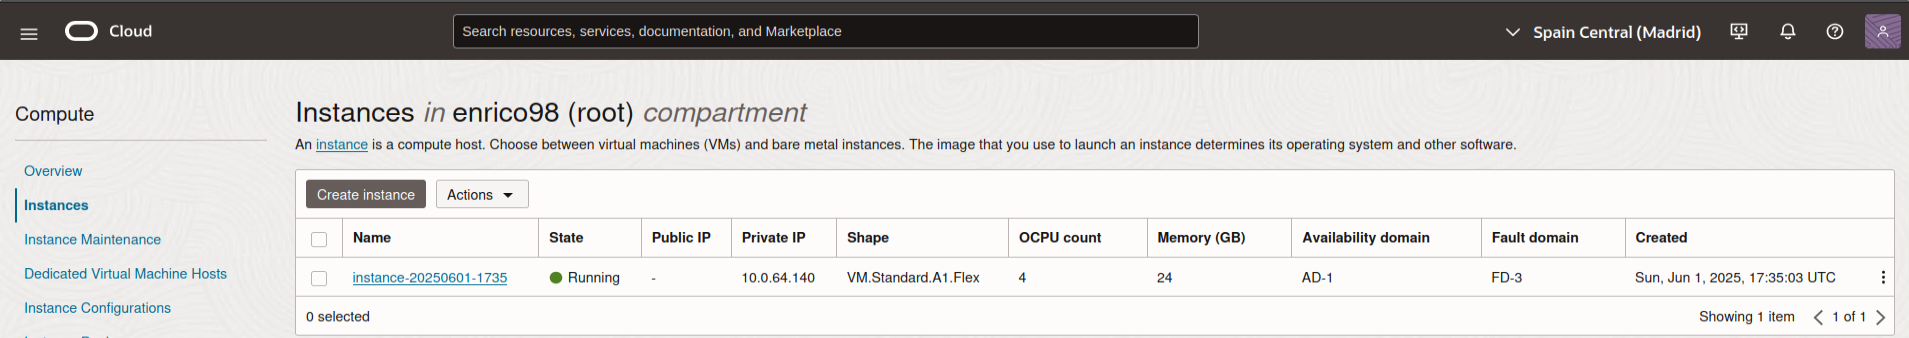 Cloud
Search resources, services, documentation, and Marketplace
Spain Central (Madrid)
Compute
Overview
Instances
Instance Maintenance
Dedicated Virtual Machine Hosts
Instance Configurations
Instances in enrico98 (root) compartment
An instance is a compute host. Choose between virtual machines (VMs) and bare metal instances. The image that you use to launch an instance determines its operating system and other software.
Create instance Actions
Name State Public IP Private IP Shape OCPU count Memory (GB) Availability domain Fault domain Created
instance-20250601-1735 Running - 10.0.64.140 VM.Standard.A1.Flex 4 24 AD-1 FD-3 Sun, Jun 1, 2025, 17:35:03 UTC
0 selected Showing 1 item 1 of 1